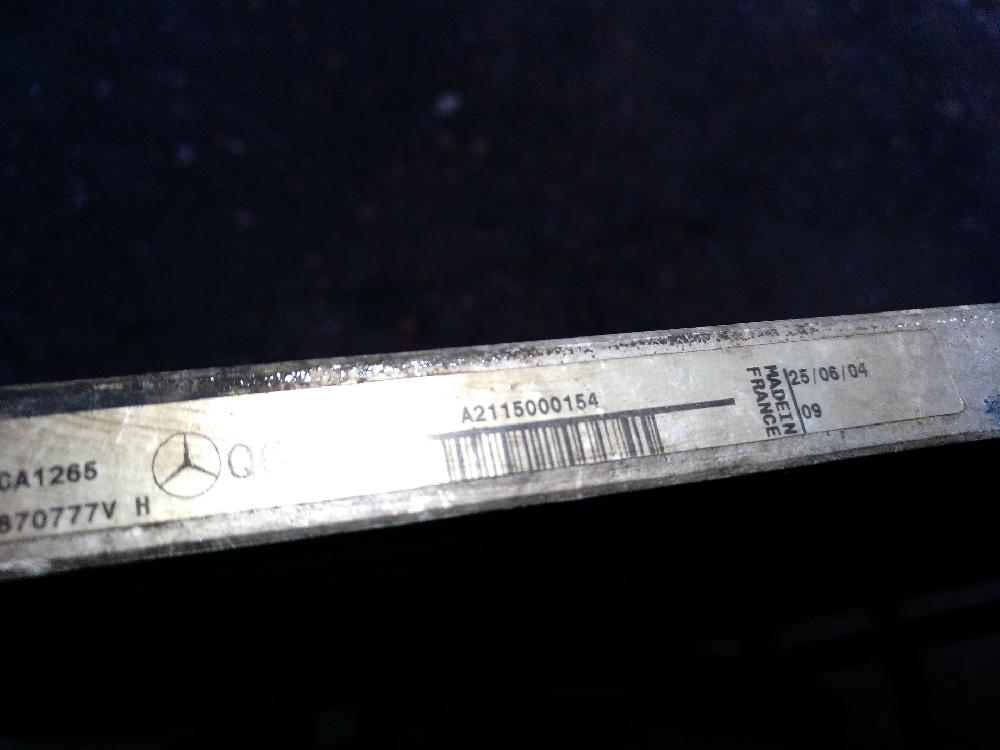 CA1265
870777V H
A2115000154
MADE IN
FRANCE
25/06/04
09